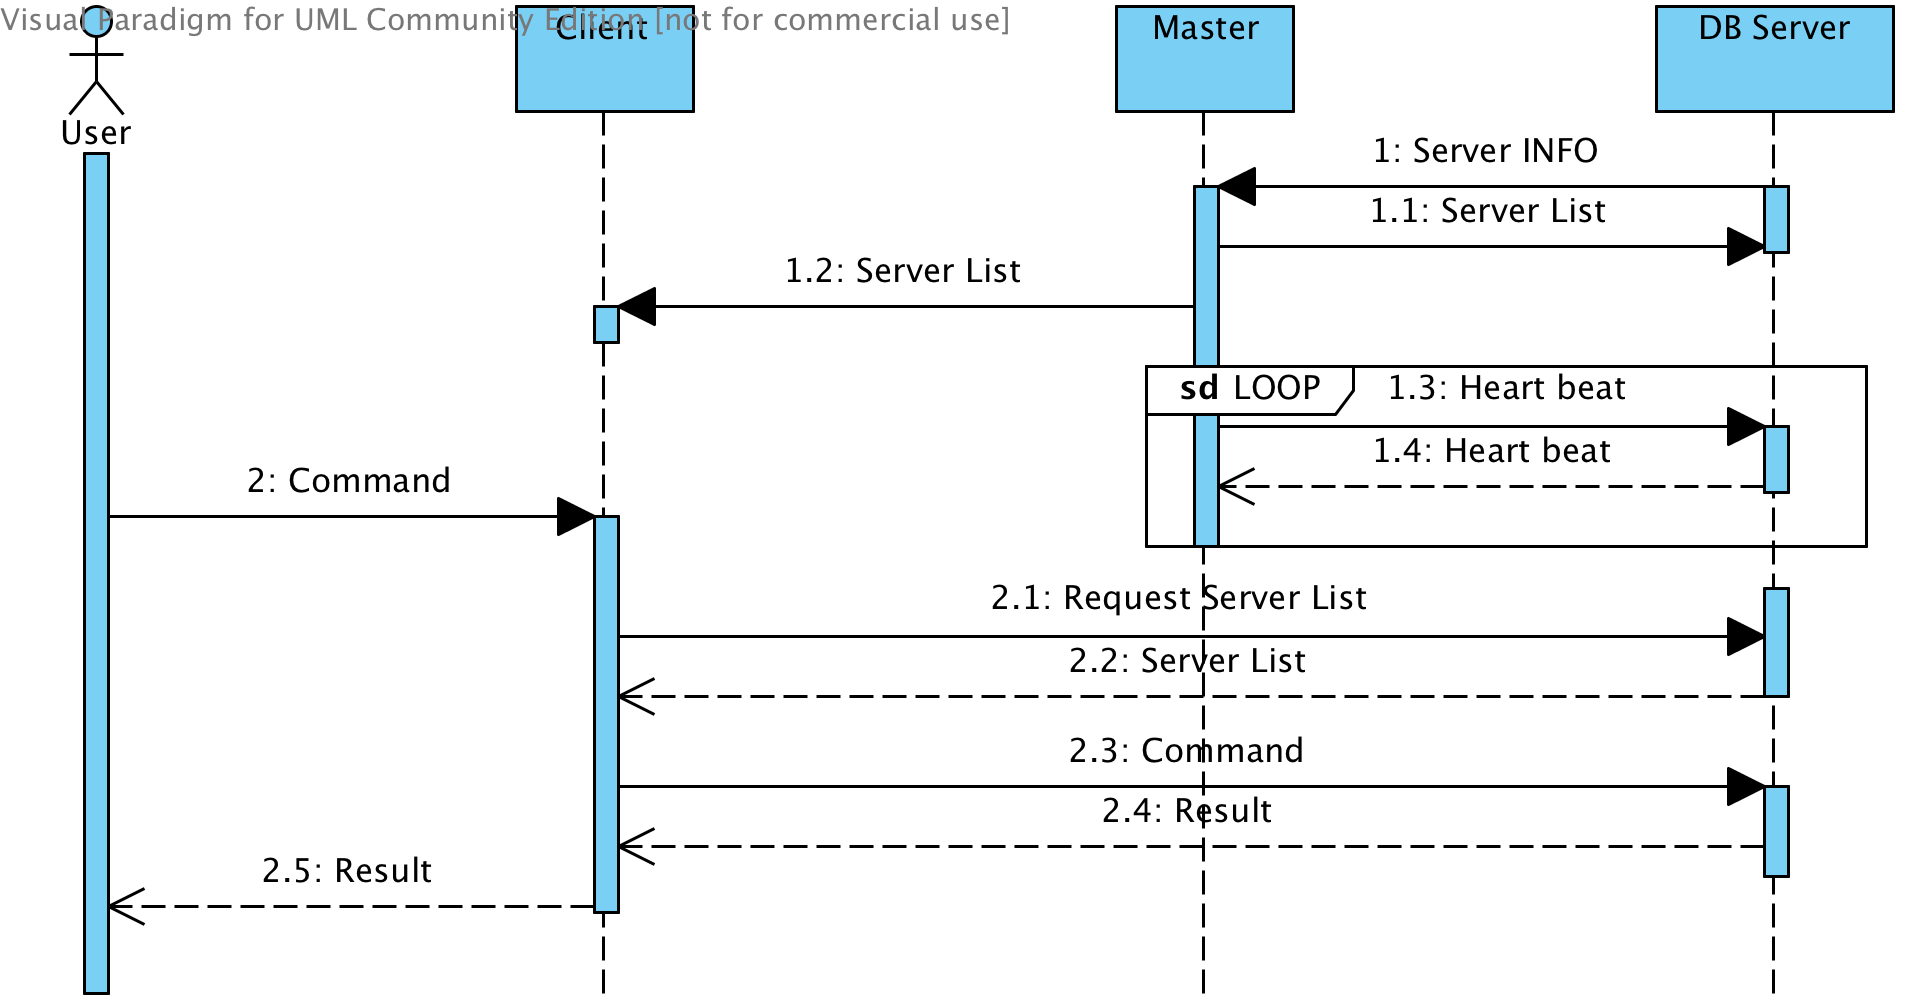 Visual Paradigm for UML Community Edition [not for commercial use]
Client
Master
DB Server
User
1: Server INFO
1.1: Server List
1.2: Server List
sd LOOP
1.3: Heart beat
1.4: Heart beat
2: Command
2.1: Request Server List
2.2: Server List
2.3: Command
2.4: Result
2.5: Result